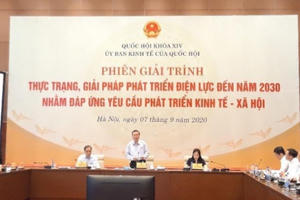 QUỐC HỘI KHÓA XIV
ỦY BAN KINH TẾ CỦA QUỐC HỘI
PHIÊN GIẢI TRÌNH
THỰC TRẠNG, GIẢI PHÁP PHÁT TRIỂN ĐIỆN LỰC ĐẾN NĂM 2030
NHẰM ĐÁP ỨNG YÊU CẦU PHÁT TRIỂN KINH TẾ - XÃ HỘI
Hà Nội, ngày 07 tháng 9 năm 2020